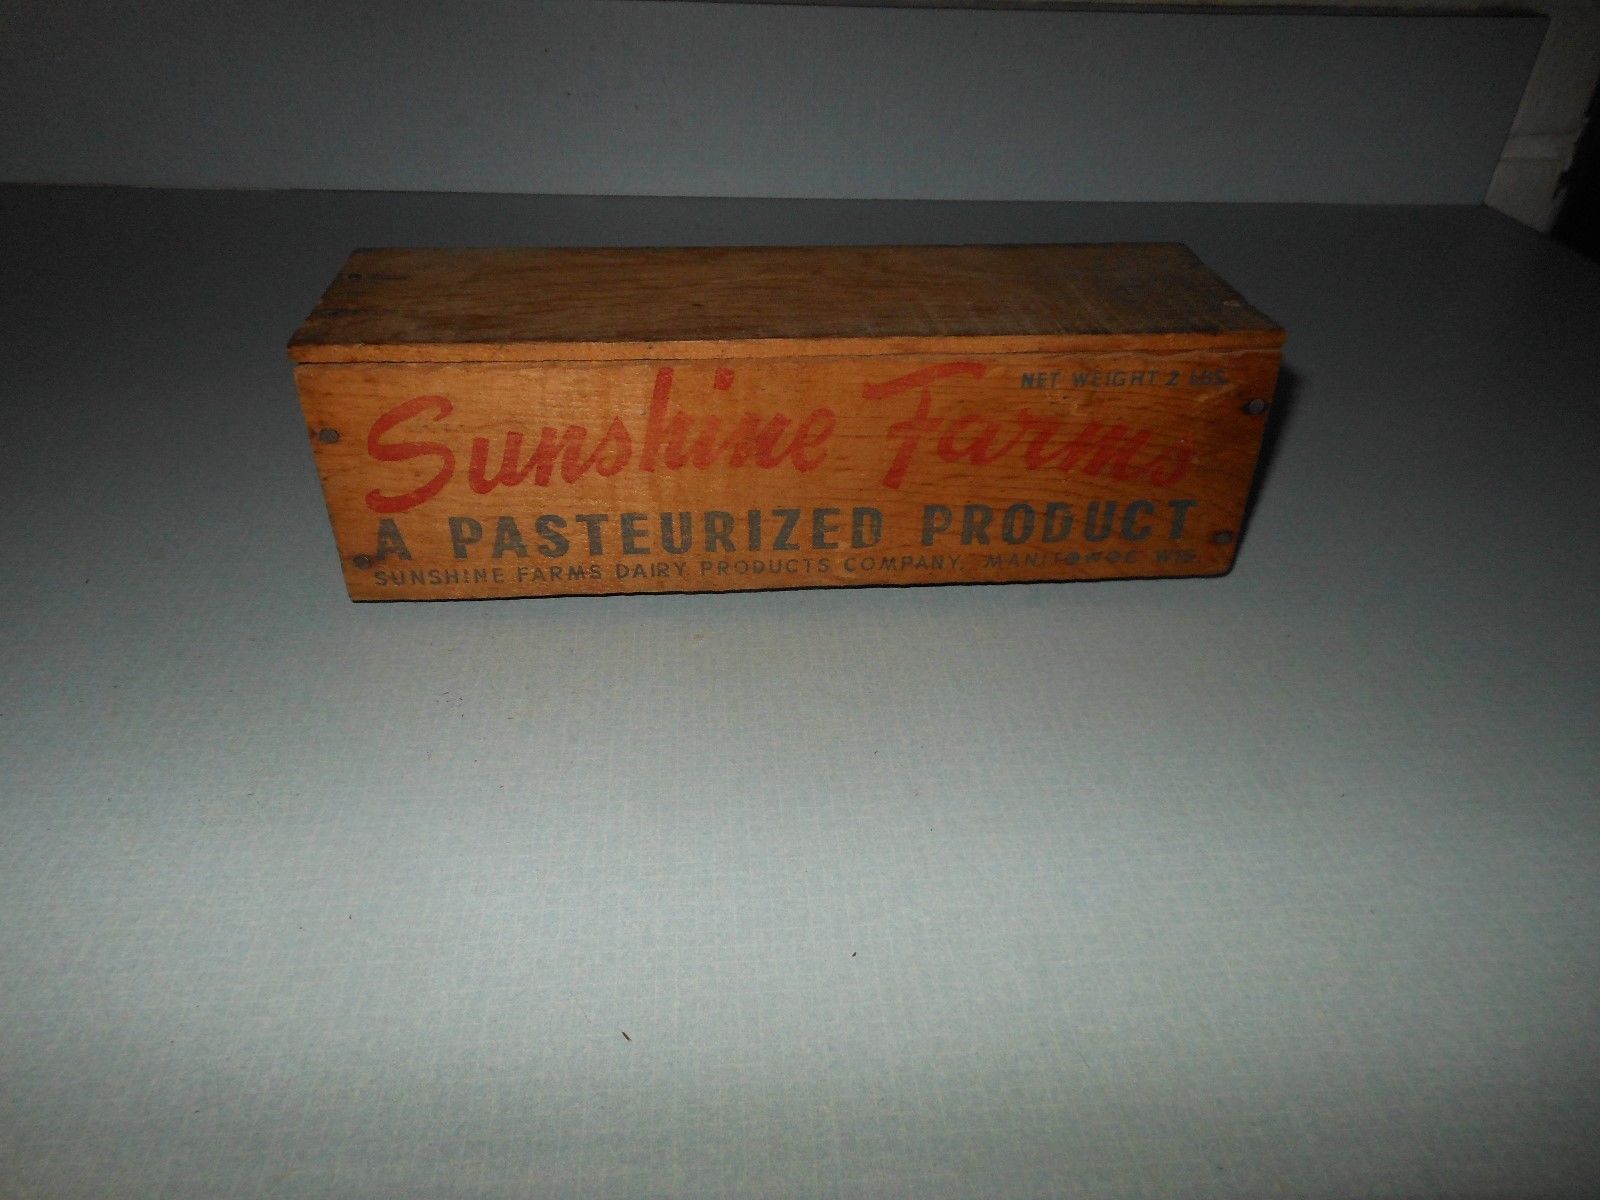 NET WEIGHT 2 LBS.
Sunshine Farms
A PASTEURIZED PRODUCT
SUNSHINE FARMS DAIRY PRODUCTS COMPANY, MANITOWOC WIS.